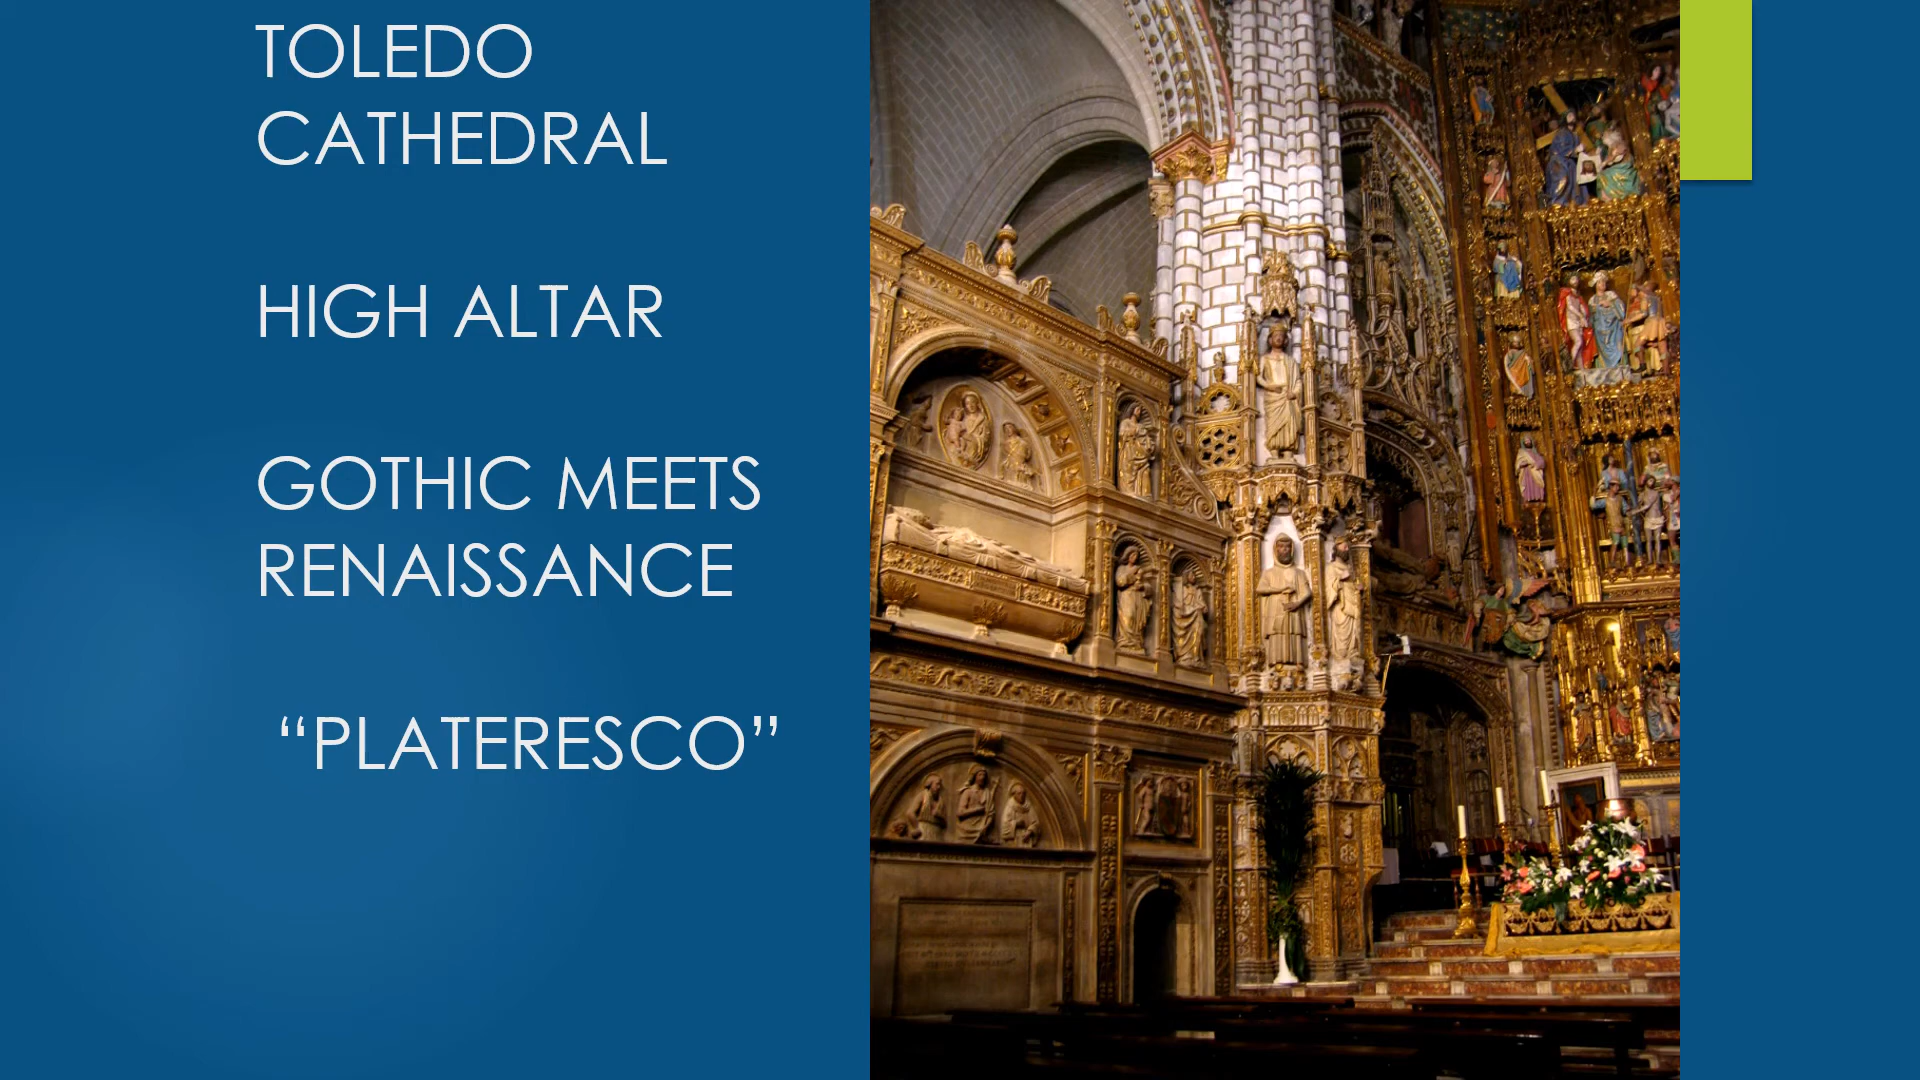 TOLEDO
CATHEDRAL
HIGH ALTAR
GOTHIC MEETS
RENAISSANCE
“PLATERESCO”